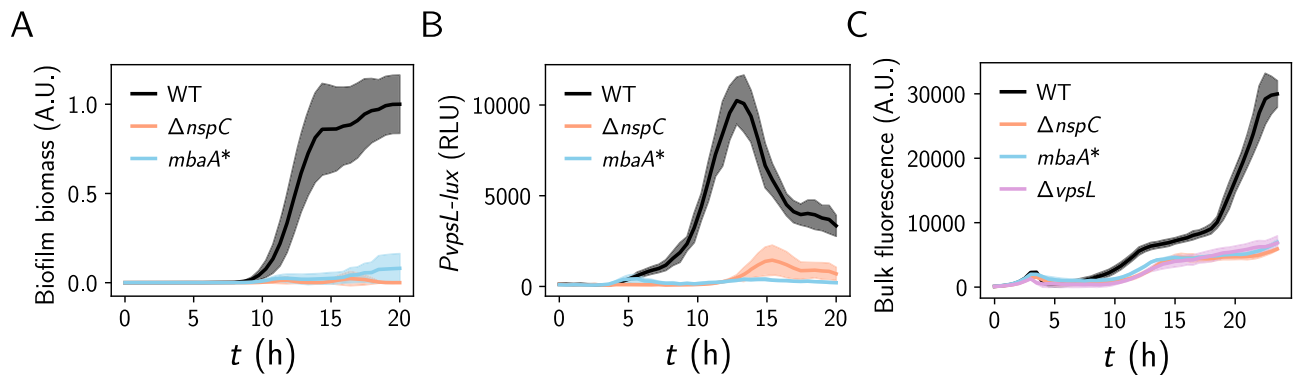 A
Biofilm biomass (A.U.)
1.0
0.5
0.0
WT
ΔnspC
mbaA*
0 5 10 15 20
t (h)
B
PvpsL-lux (RLU)
10000
5000
0
WT
ΔnspC
mbaA*
0 5 10 15 20
t (h)
C
Bulk fluorescence (A.U.)
30000
20000
10000
0
WT
ΔnspC
mbaA*
ΔvpsL
0 5 10 15 20
t (h)